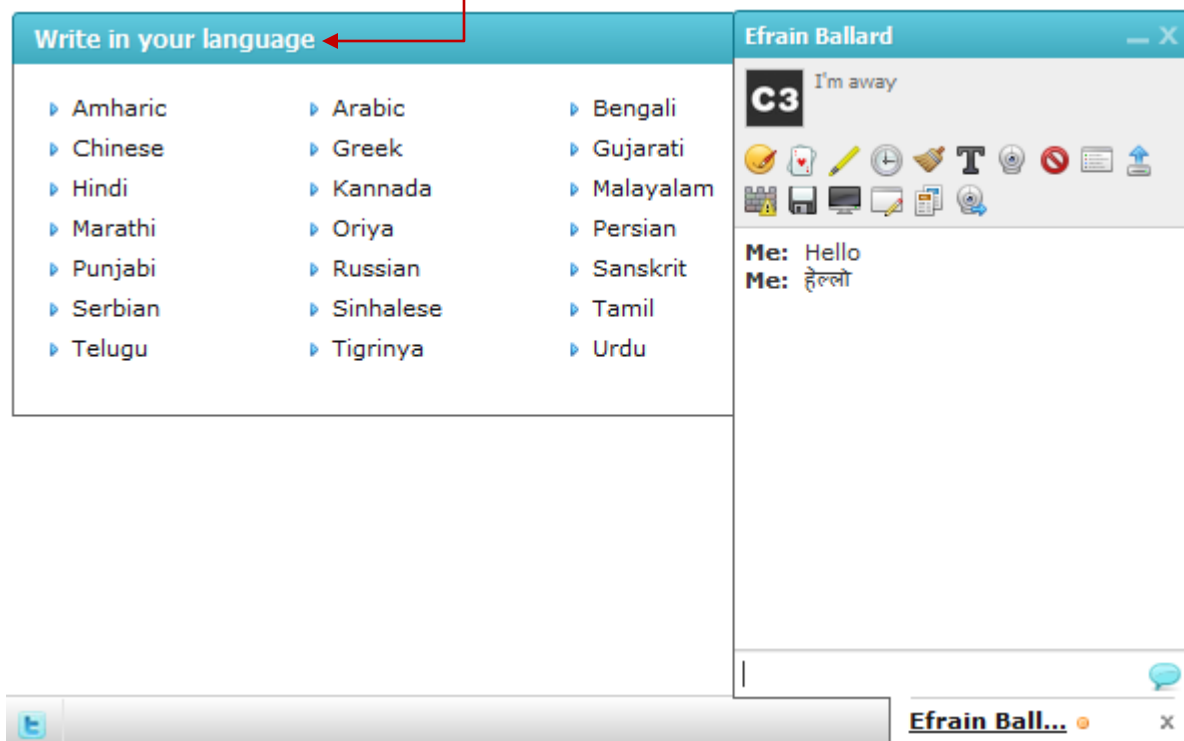 Write in your language
Amharic Arabic Bengali
Chinese Greek Gujarati
Hindi Kannada Malayalam
Marathi Oriya Persian
Punjabi Russian Sanskrit
Serbian Sinhalese Tamil
Telugu Tigrinya Urdu
Efrain Ballard
C3 I'm away
Me: Hello
Me: हेल्लो
Efrain Ball...